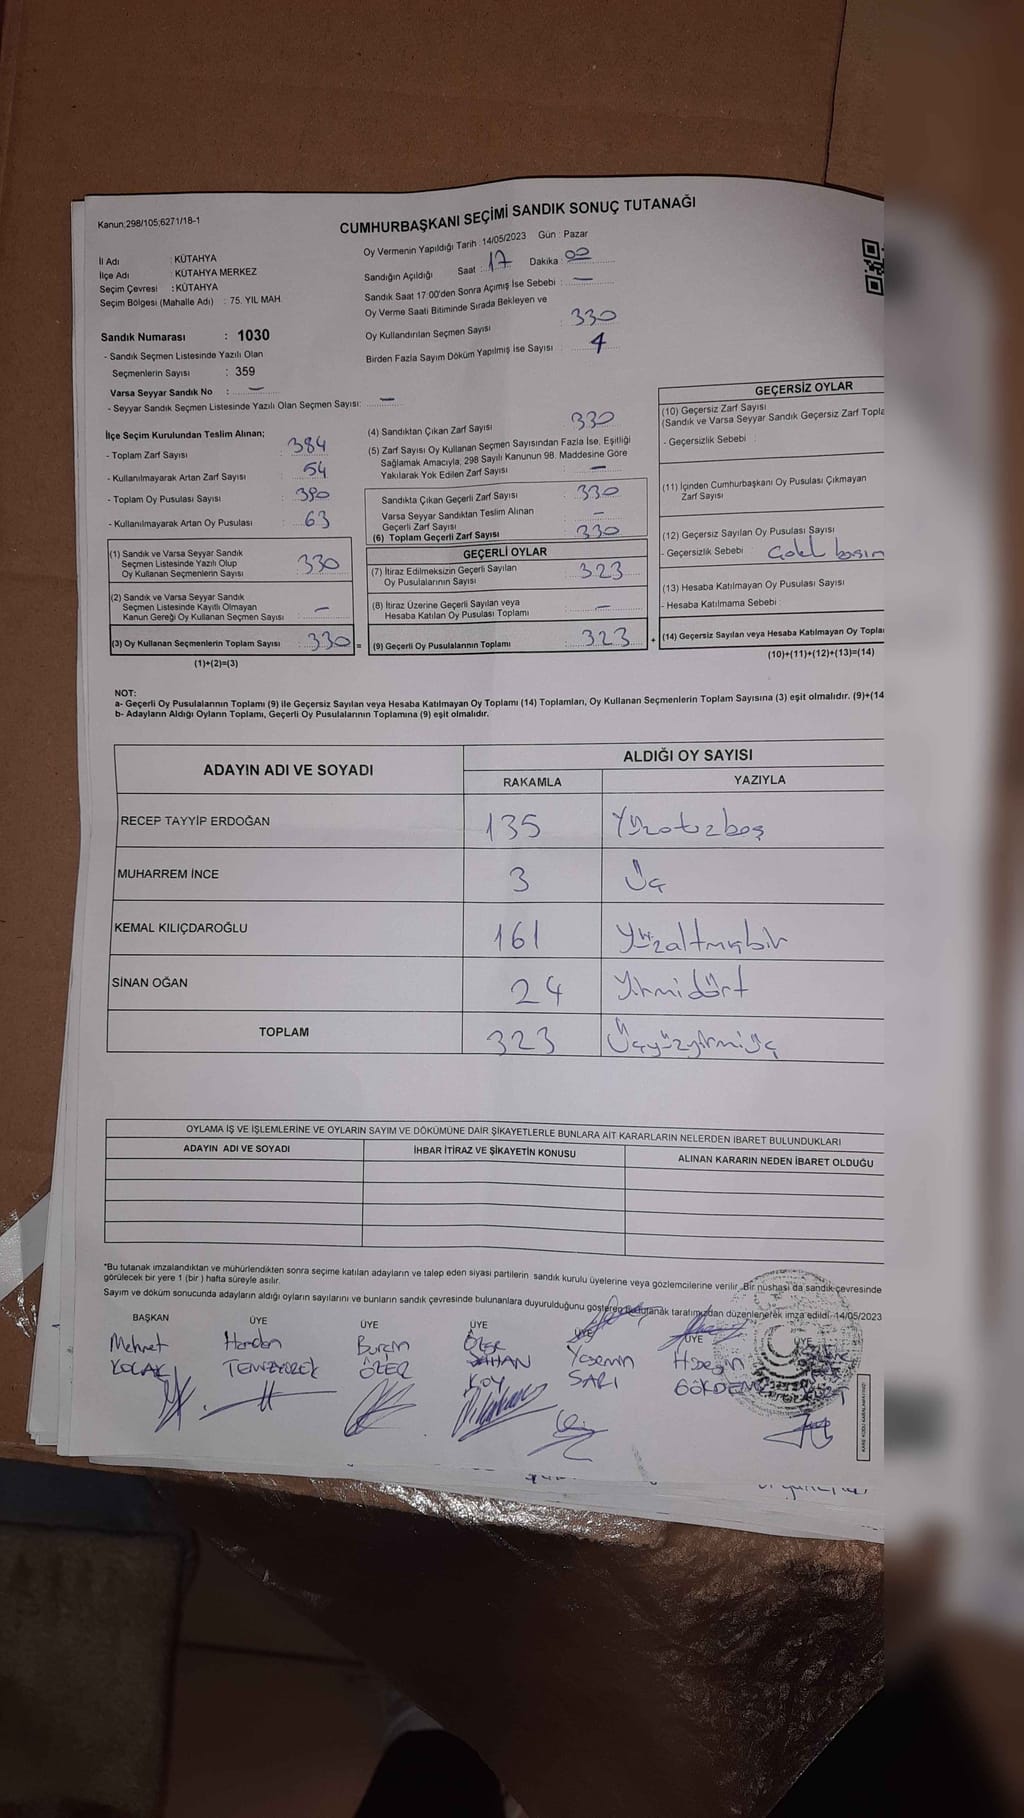 Kanun;298/105;6271/18-1
CUMHURBAŞKANI SEÇİMİ SANDIK SONUÇ TUTANAĞI
İl Adı : KÜTAHYA
İlçe Adı : KÜTAHYA MERKEZ
Seçim Çevresi : KÜTAHYA
Seçim Bölgesi (Mahalle Adı) : 75. YIL MAH.
Oy Vermenin Yapıldığı Tarih : 14/05/2023 Gün : Pazar
Sandığın Açıldığı Saat : 17 Dakika : 00
Sandık Saat 17:00'den Sonra Açımış İse Sebebi : —
Oy Verme Saati Bitiminde Sırada Bekleyen ve
Oy Kullandırılan Seçmen Sayısı : 330
Birden Fazla Sayım Döküm Yapılmış İse Sayısı : 4
Sandık Numarası : 1030
- Sandık Seçmen Listesinde Yazılı Olan
Seçmenlerin Sayısı : 359
Varsa Seyyar Sandık No : —
- Seyyar Sandık Seçmen Listesinde Yazılı Olan Seçmen Sayısı: —
İlçe Seçim Kurulundan Teslim Alınan;
- Toplam Zarf Sayısı : 384
- Kullanılmayarak Artan Zarf Sayısı : 54
- Toplam Oy Pusulası Sayısı : 390
- Kullanılmayarak Artan Oy Pusulası : 63
(1) Sandık ve Varsa Seyyar Sandık
Seçmen Listesinde Yazılı Olup
Oy Kullanan Seçmenlerin Sayısı : 330
(2) Sandık ve Varsa Seyyar Sandık
Seçmen Listesinde Kayıtlı Olmayan
Kanun Gereği Oy Kullanan Seçmen Sayısı : —
(3) Oy Kullanan Seçmenlerin Toplam Sayısı : 330 =
(1)+(2)=(3)
(4) Sandıktan Çıkan Zarf Sayısı : 330
(5) Zarf Sayısı Oy Kullanan Seçmen Sayısından Fazla İse, Eşitliği
Sağlamak Amacıyla, 298 Sayılı Kanunun 98. Maddesine Göre
Yakılarak Yok Edilen Zarf Sayısı : —
Sandıkta Çıkan Geçerli Zarf Sayısı : 330
Varsa Seyyar Sandıktan Teslim Alınan
Geçerli Zarf Sayısı : —
(6) Toplam Geçerli Zarf Sayısı : 330
GEÇERLİ OYLAR
(7) İtiraz Edilmeksizin Geçerli Sayılan
Oy Pusulalarının Sayısı : 323
(8) İtiraz Üzerine Geçerli Sayılan veya
Hesaba Katılan Oy Pusulası Toplamı : —
(9) Geçerli Oy Pusulalarının Toplamı : 323 +
GEÇERSİZ OYLAR
(10) Geçersiz Zarf Sayısı
(Sandık ve Varsa Seyyar Sandık Geçersiz Zarf Topla
- Geçersizlik Sebebi :
(11) İçinden Cumhurbaşkanı Oy Pusulası Çıkmayan
Zarf Sayısı
(12) Geçersiz Sayılan Oy Pusulası Sayısı
- Geçersizlik Sebebi :
(13) Hesaba Katılmayan Oy Pusulası Sayısı
- Hesaba Katılmama Sebebi :
(14) Geçersiz Sayılan veya Hesaba Katılmayan Oy Topla
(10)+(11)+(12)+(13)=(14)
NOT:
a- Geçerli Oy Pusulalarının Toplamı (9) ile Geçersiz Sayılan veya Hesaba Katılmayan Oy Toplamı (14) Toplamları, Oy Kullanan Seçmenlerin Toplam Sayısına (3) eşit olmalıdır. (9)+(14
b- Adayların Aldığı Oyların Toplamı, Geçerli Oy Pusulalarının Toplamına (9) eşit olmalıdır.
ADAYIN ADI VE SOYADI
ALDIĞI OY SAYISI
RAKAMLA YAZIYLA
RECEP TAYYİP ERDOĞAN 135 Yüzotuzbeş
MUHARREM İNCE 3 Üç
KEMAL KILIÇDAROĞLU 161 Yüzaltmışbir
SİNAN OĞAN 24 Yirmidört
TOPLAM 323 Üçyüzyirmiüç
OYLAMA İŞ VE İŞLEMLERİNE VE OYLARIN SAYIM VE DÖKÜMÜNE DAİR ŞİKAYETLERLE BUNLARA AİT KARARLARIN NELERDEN İBARET BULUNDUKLARI
ADAYIN ADI VE SOYADI İHBAR İTİRAZ VE ŞİKAYETİN KONUSU ALINAN KARARIN NEDEN İBARET OLDUĞU
*Bu tutanak imzalandıktan ve mühürlendikten sonra seçime katılan adayların ve talep eden siyasi partilerin sandık kurulu üyelerine veya gözlemcilerine verilir. Bir nüshası da sandık çevresinde
görülecek bir yere 1 (bir ) hafta süreyle asılır.
Sayım ve döküm sonucunda adayların aldığı oyların sayılarını ve bunların sandık çevresinde bulunanlara duyurulduğunu gösteren bu tutanak tarafımızdan düzenlenerek imza edildi. 14/05/2023
BAŞKAN ÜYE ÜYE ÜYE ÜYE ÜYE ÜYE
Mehmet Handan Burçin Özer Yasemin Hüseyin
KOLAK TEMİZYÜREK ÖZER SARI GÖKDEMİR
KARE KODU KARALAMAYINIZ!